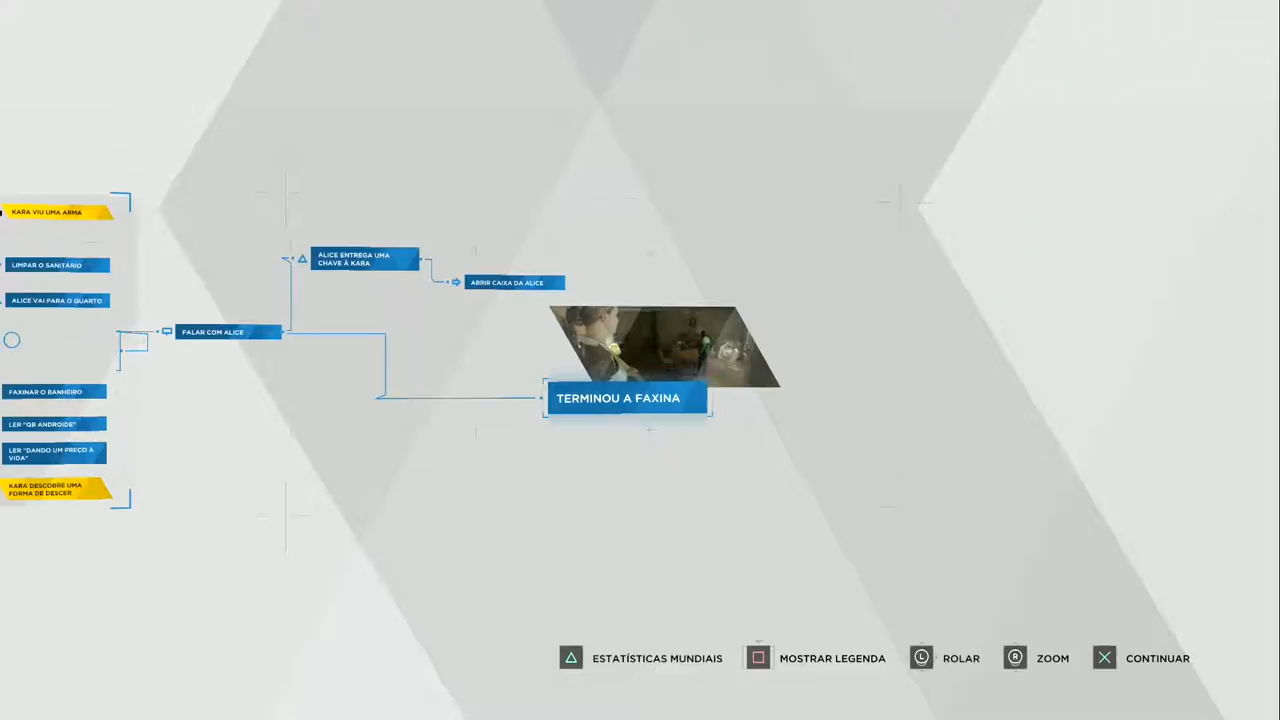 KARA VIU UMA ARMA
LIMPAR O SANITÁRIO
ALICE VAI PARA O QUARTO
FAXINAR O BANHEIRO
LER "QB ANDROIDE"
LER "DANDO UM PREÇO À
VIDA"
KARA DESCOBRE UMA
FORMA DE DESCER
FALAR COM ALICE
ALICE ENTREGA UMA
CHAVE À KARA
ABRIR CAIXA DA ALICE
TERMINOU A FAXINA
ESTATÍSTICAS MUNDIAIS
MOSTRAR LEGENDA
L ROLAR
R ZOOM
CONTINUAR